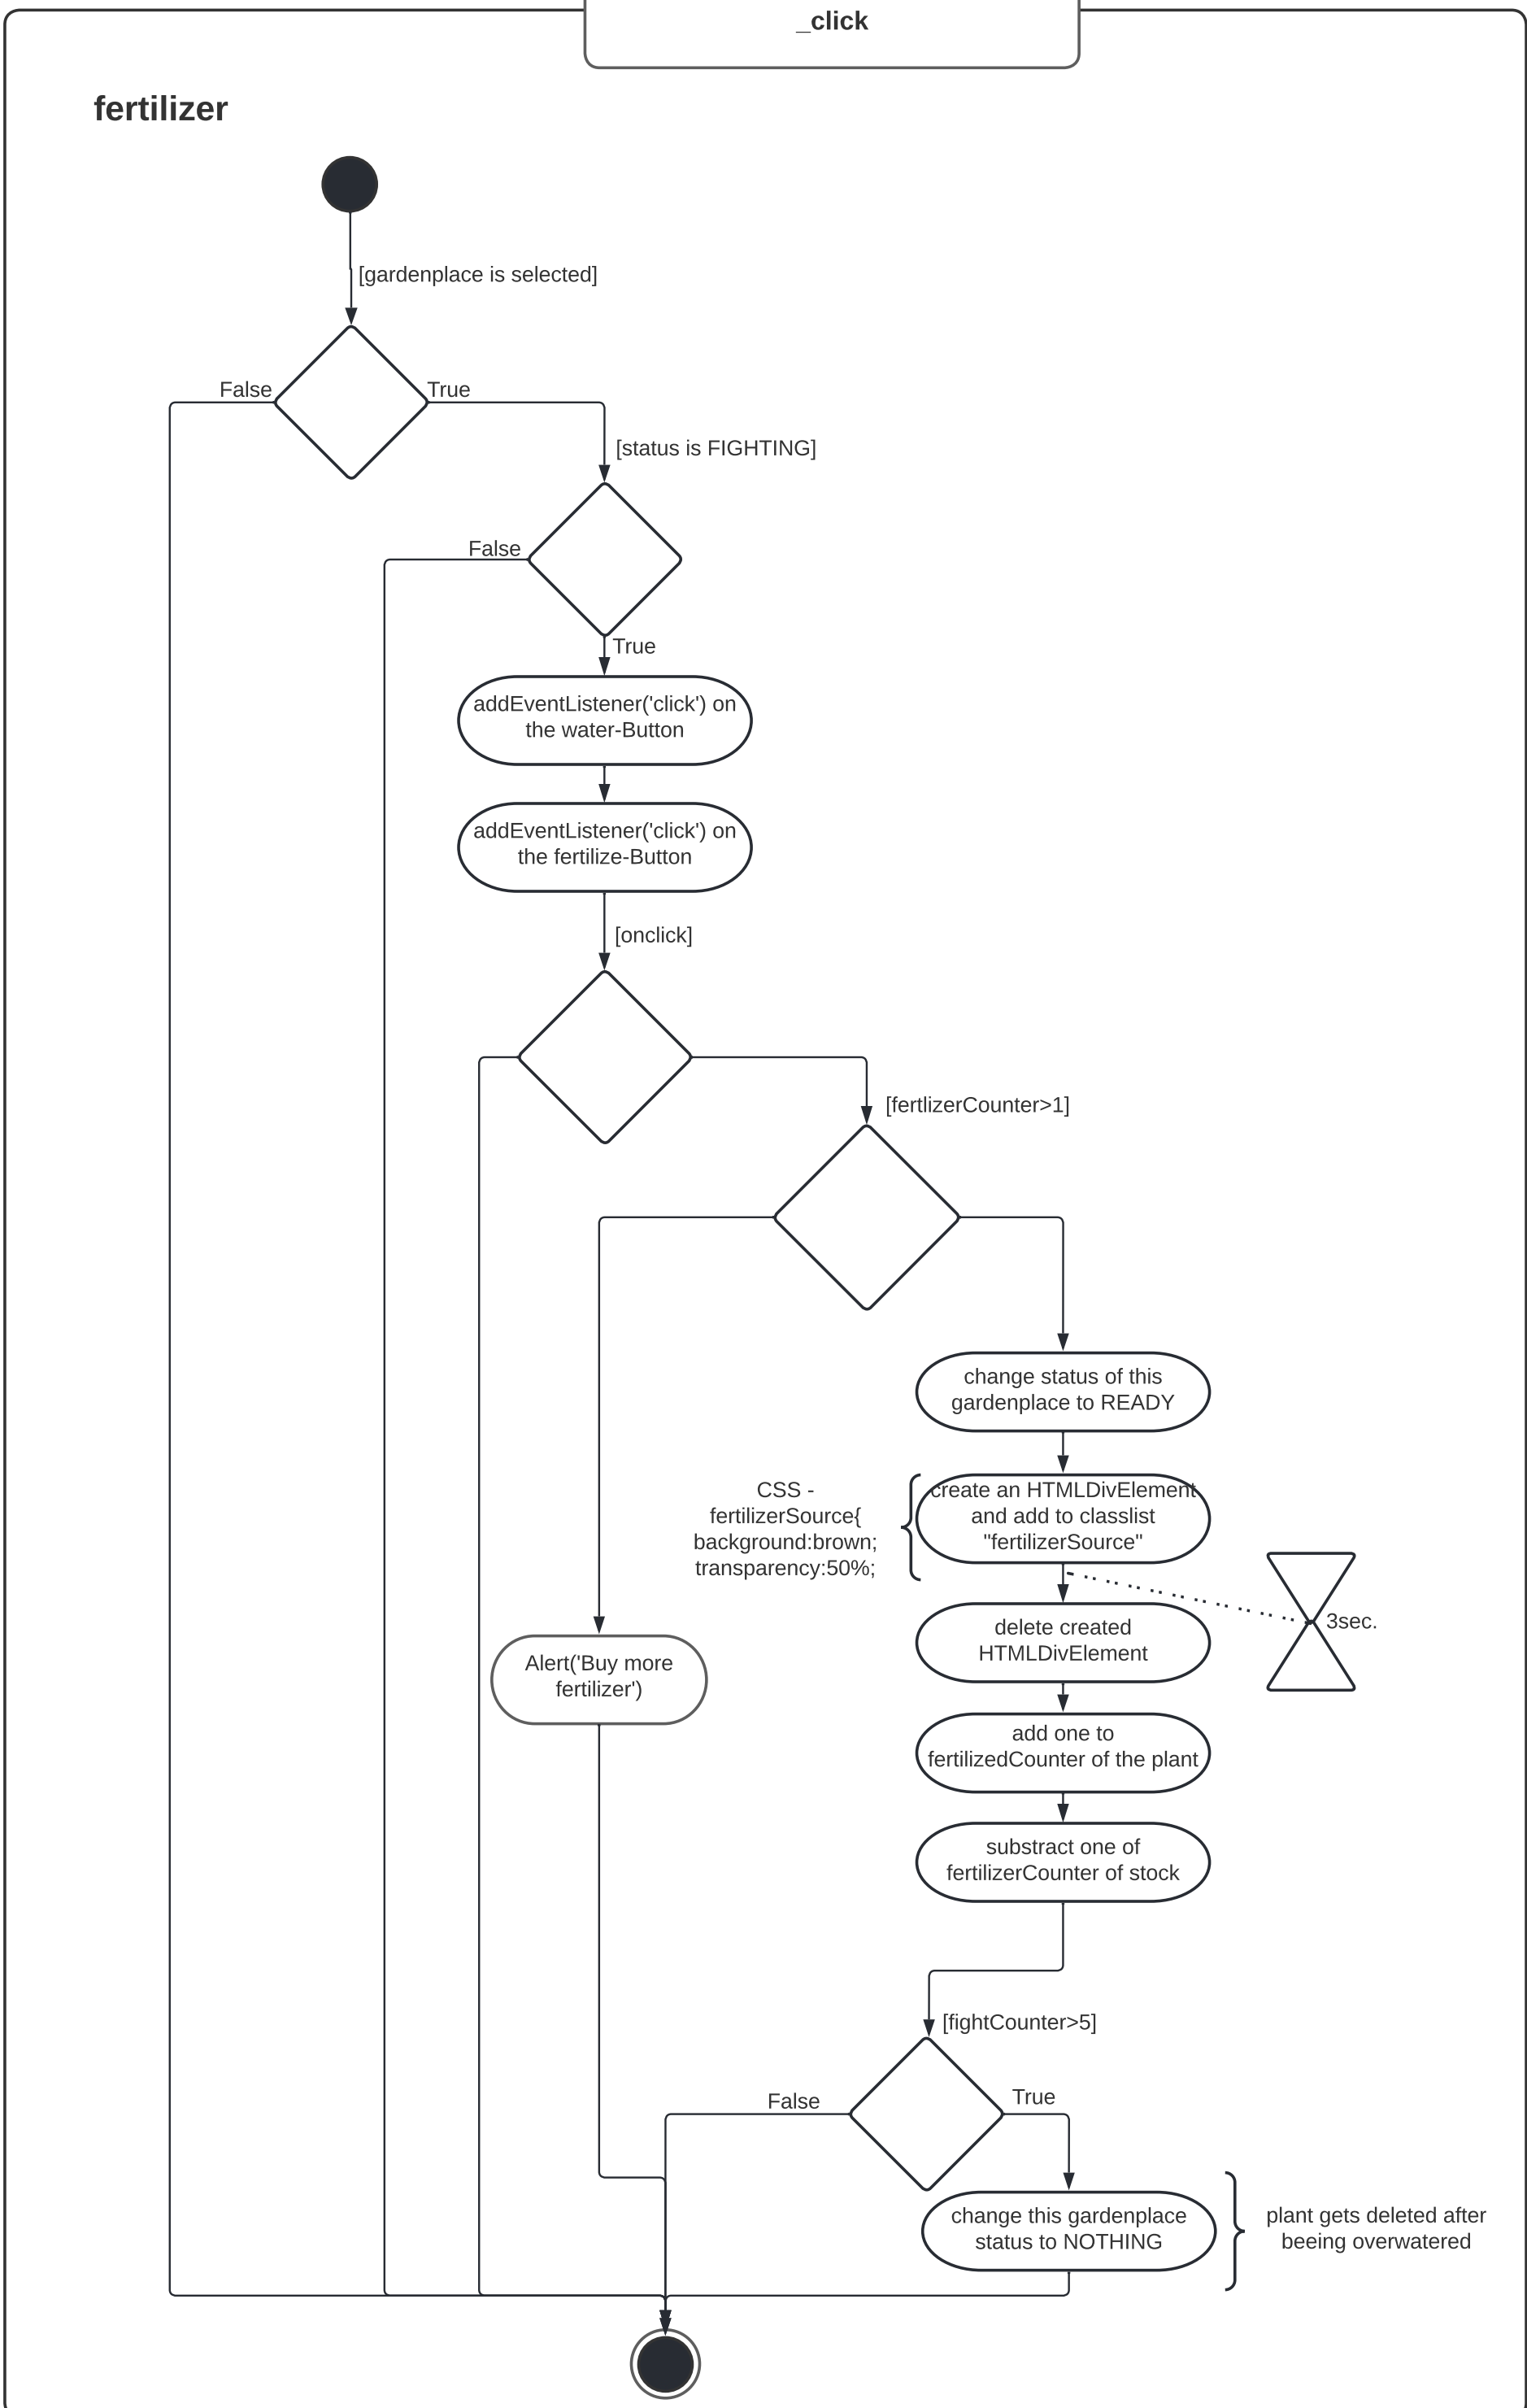 _click
fertilizer
[gardenplace is selected]
False
True
[status is FIGHTING]
False
True
addEventListener('click') on
the water-Button
addEventListener('click') on
the fertilize-Button
[onclick]
[fertlizerCounter>1]
change status of this
gardenplace to READY
CSS -
fertilizerSource{
background:brown;
transparency:50%;
create an HTMLDivElement
and add to classlist
"fertilizerSource"
3sec.
delete created
HTMLDivElement
Alert('Buy more
fertilizer')
add one to
fertilizedCounter of the plant
substract one of
fertilizerCounter of stock
[fightCounter>5]
False
True
change this gardenplace
status to NOTHING
plant gets deleted after
beeing overwatered